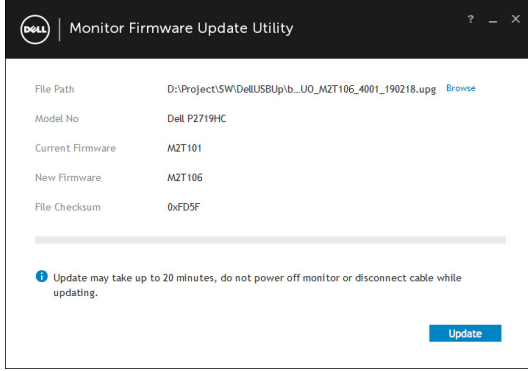 DELL Monitor Firmware Update Utility ?
File Path D:\Project\SW\DellUSBUp\b...UO_M2T106_4001_190218.upg Browse
Model No Dell P2719HC
Current Firmware M2T101
New Firmware M2T106
File Checksum 0xFD5F
Update may take up to 20 minutes, do not power off monitor or disconnect cable while
updating.
Update